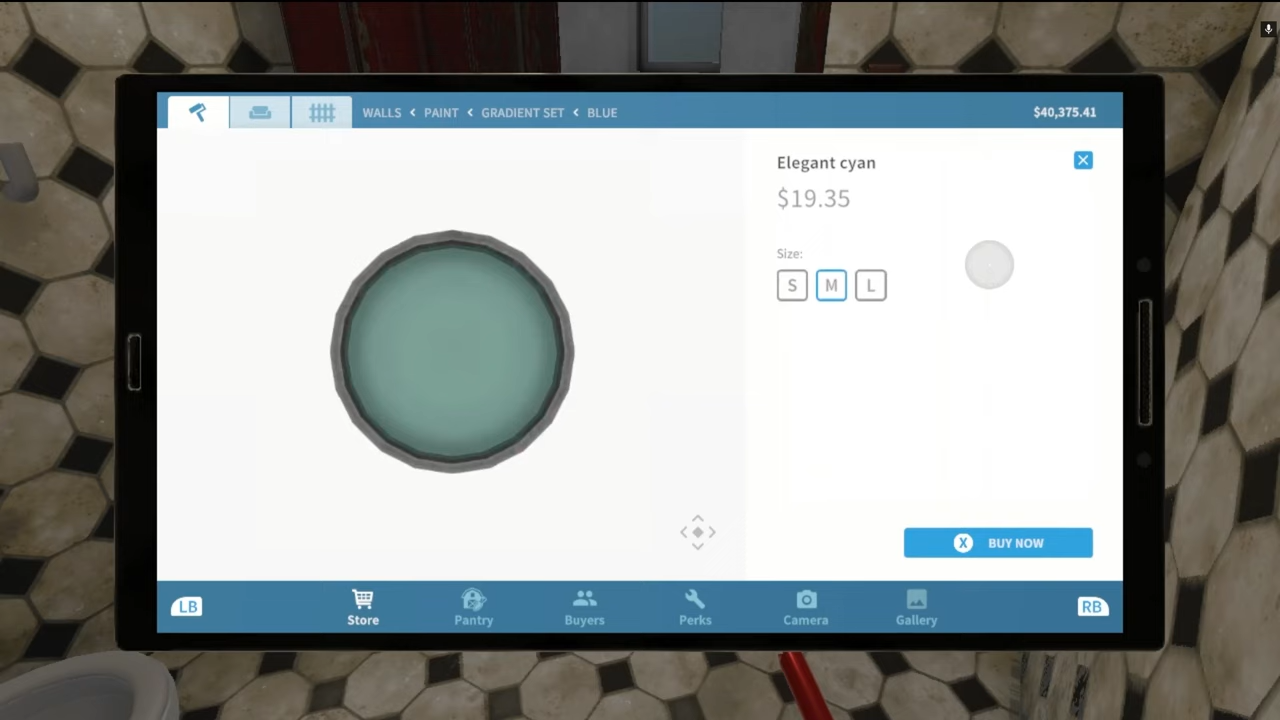 WALLS < PAINT < GRADIENT SET < BLUE
$40,375.41
Elegant cyan
$19.35
Size:
S M L
X BUY NOW
LB
Store
Pantry
Buyers
Perks
Camera
Gallery
RB